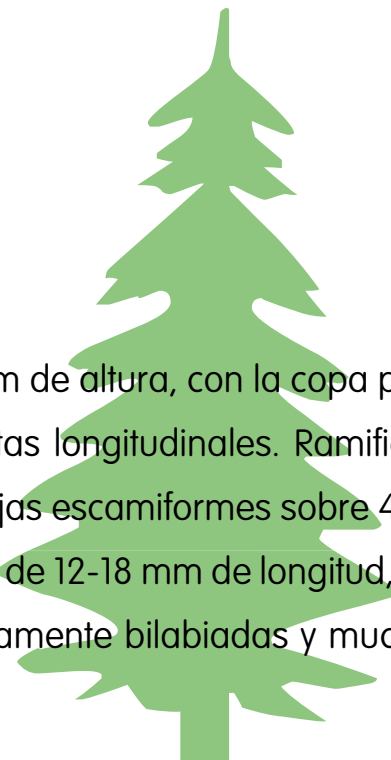 m de altura, con la copa p
tas longitudinales. Ramific
jas escamiformes sobre 4
de 12-18 mm de longitud,
amente bilabiadas y muc